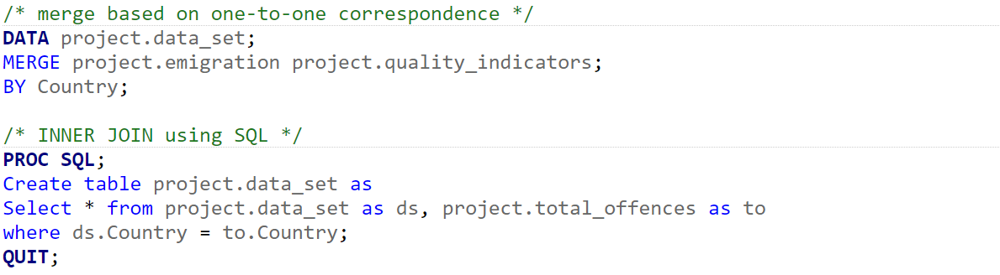 /* merge based on one-to-one correspondence */
DATA project.data_set;
MERGE project.emigration project.quality_indicators;
BY Country;
/* INNER JOIN using SQL */
PROC SQL;
Create table project.data_set as
Select * from project.data_set as ds, project.total_offences as to
where ds.Country = to.Country;
QUIT;